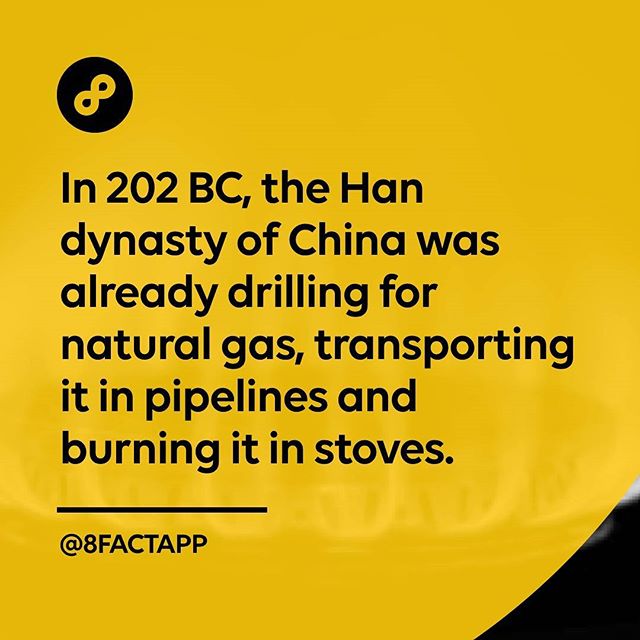 In 202 BC, the Han
dynasty of China was
already drilling for
natural gas, transporting
it in pipelines and
burning it in stoves.
@8FACTAPP